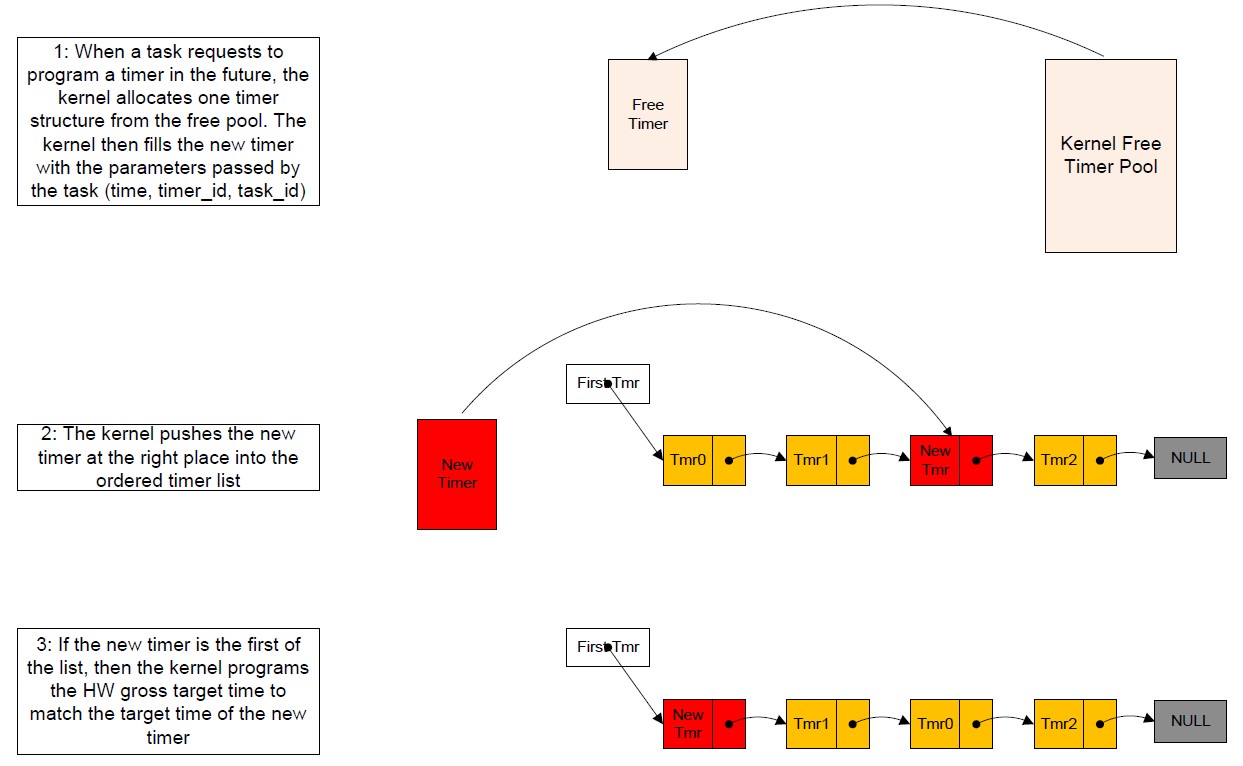 1: When a task requests to
program a timer in the future, the
kernel allocates one timer
structure from the free pool. The
kernel then fills the new timer
with the parameters passed by
the task (time, timer_id, task_id)
Free
Timer
Kernel Free
Timer Pool
2: The kernel pushes the new
timer at the right place into the
ordered timer list
New
Timer
First Tmr
Tmr0
Tmr1
New
Tmr
Tmr2
NULL
3: If the new timer is the first of
the list, then the kernel programs
the HW gross target time to
match the target time of the new
timer
First Tmr
New
Tmr
Tmr1
Tmr0
Tmr2
NULL